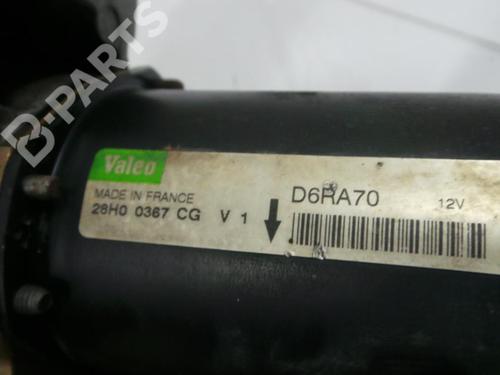 B-PARTS
Valeo
MADE IN FRANCE
28H0 0367 CG V 1
D6RA70 12V